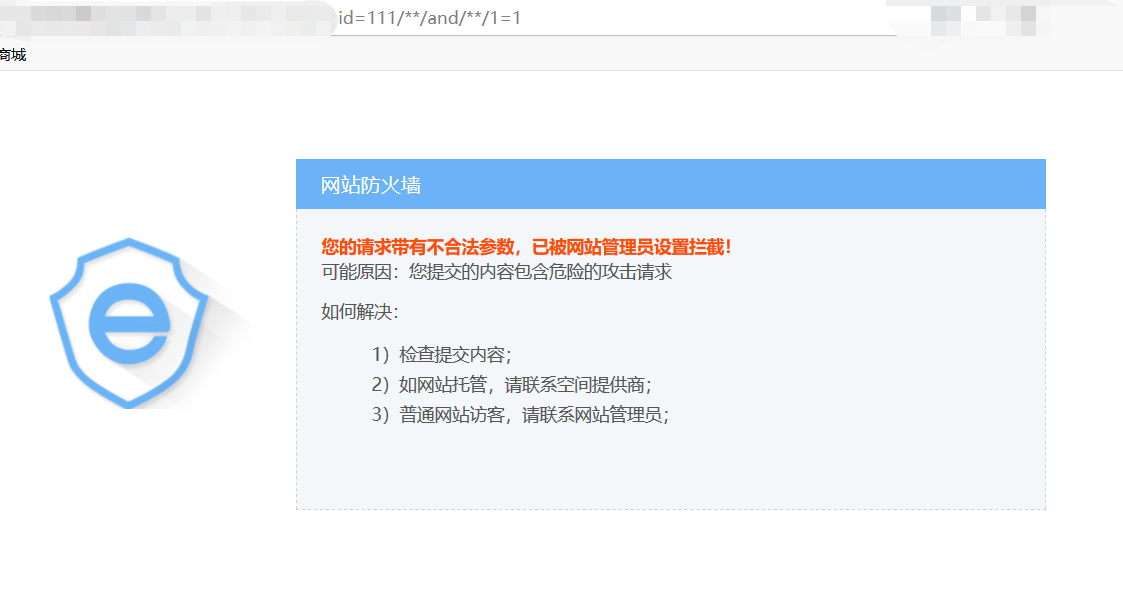 id=111/**/and/**/1=1
商城
网站防火墙
您的请求带有不合法参数，已被网站管理员设置拦截！
可能原因：您提交的内容包含危险的攻击请求
如何解决：
1）检查提交内容；
2）如网站托管，请联系空间提供商；
3）普通网站访客，请联系网站管理员；